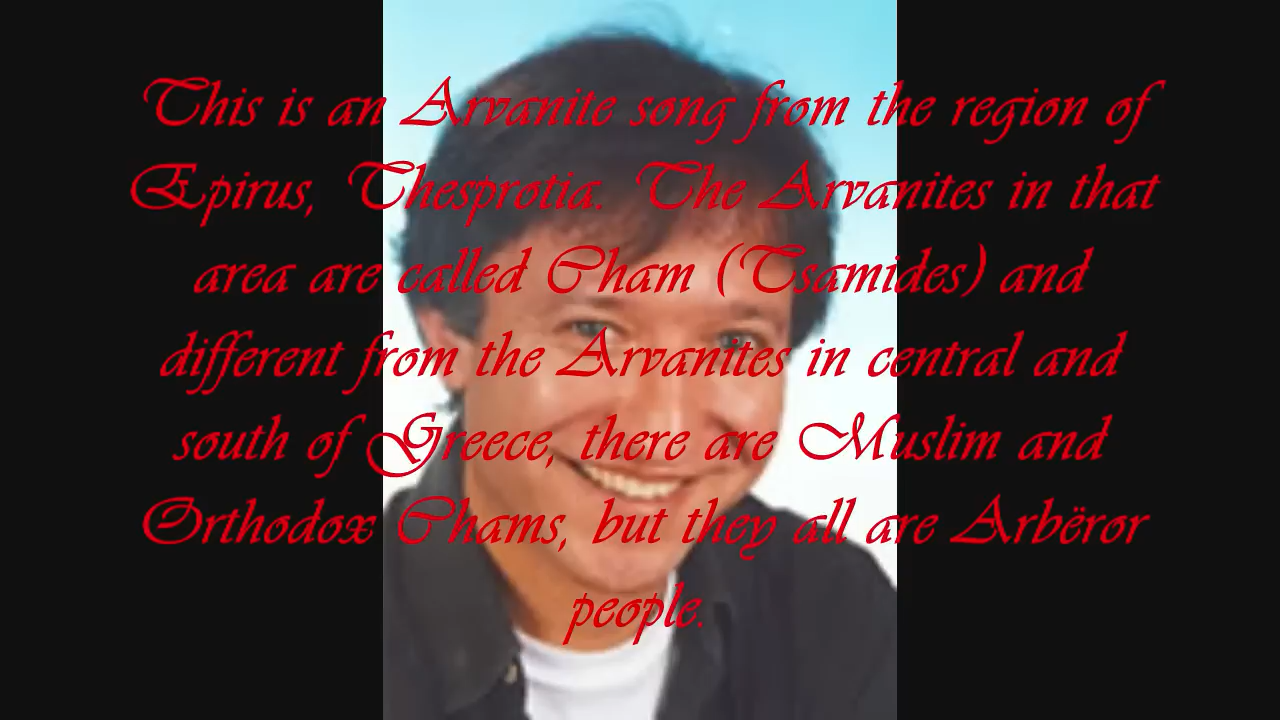 This is an Arvanite song from the region of
Epirus, Thesprotia. The Arvanites in that
area are called Cham (Tsamides) and
different from the Arvanites in central and
south of Greece, there are Muslim and
Orthodox Chams, but they all are Arbëror
people.